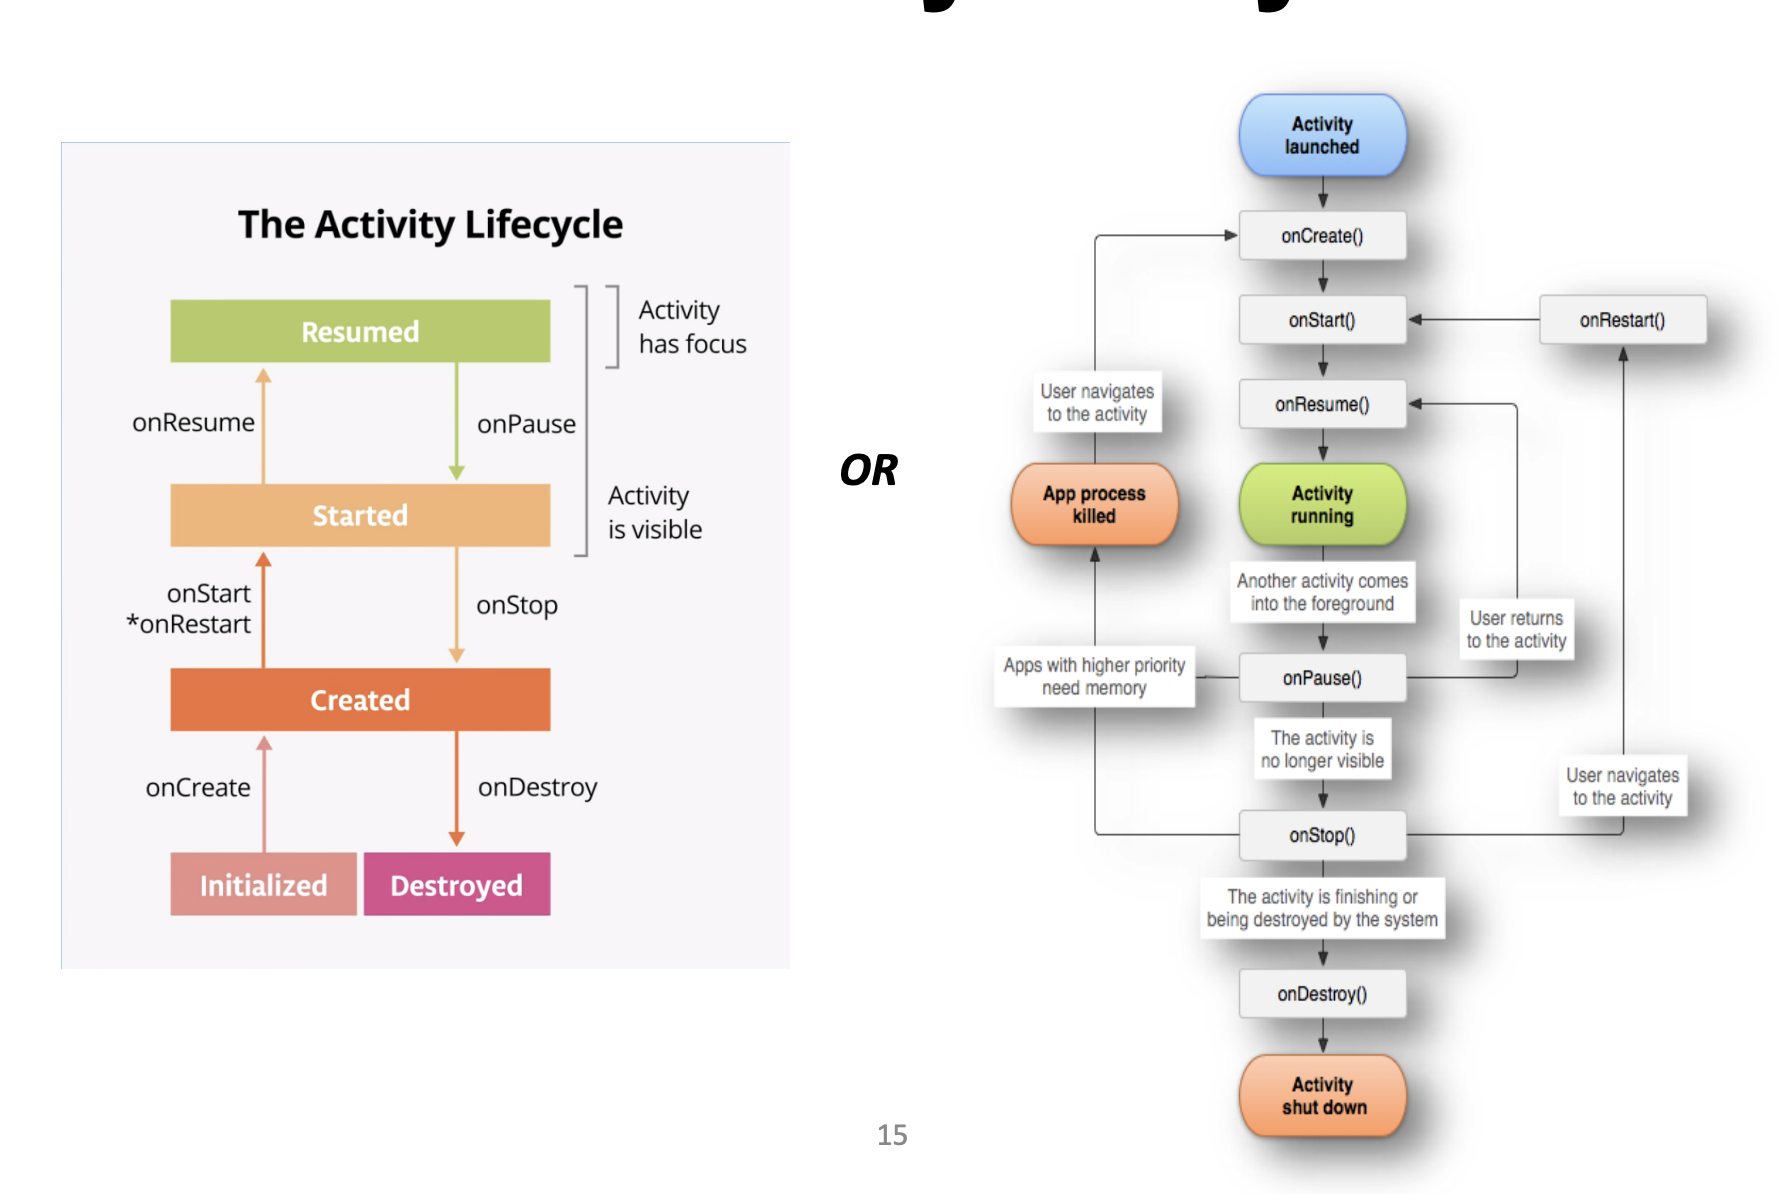 The Activity Lifecycle
Resumed
Activity
has focus
onResume
onPause
Started
Activity
is visible
onStart
*onRestart
onStop
Created
onCreate
onDestroy
Initialized
Destroyed
OR
Activity
launched
onCreate()
onStart()
onRestart()
User navigates
to the activity
onResume()
App process
killed
Activity
running
Another activity comes
into the foreground
User returns
to the activity
Apps with higher priority
need memory
onPause()
The activity is
no longer visible
User navigates
to the activity
onStop()
The activity is finishing or
being destroyed by the system
onDestroy()
Activity
shut down
15